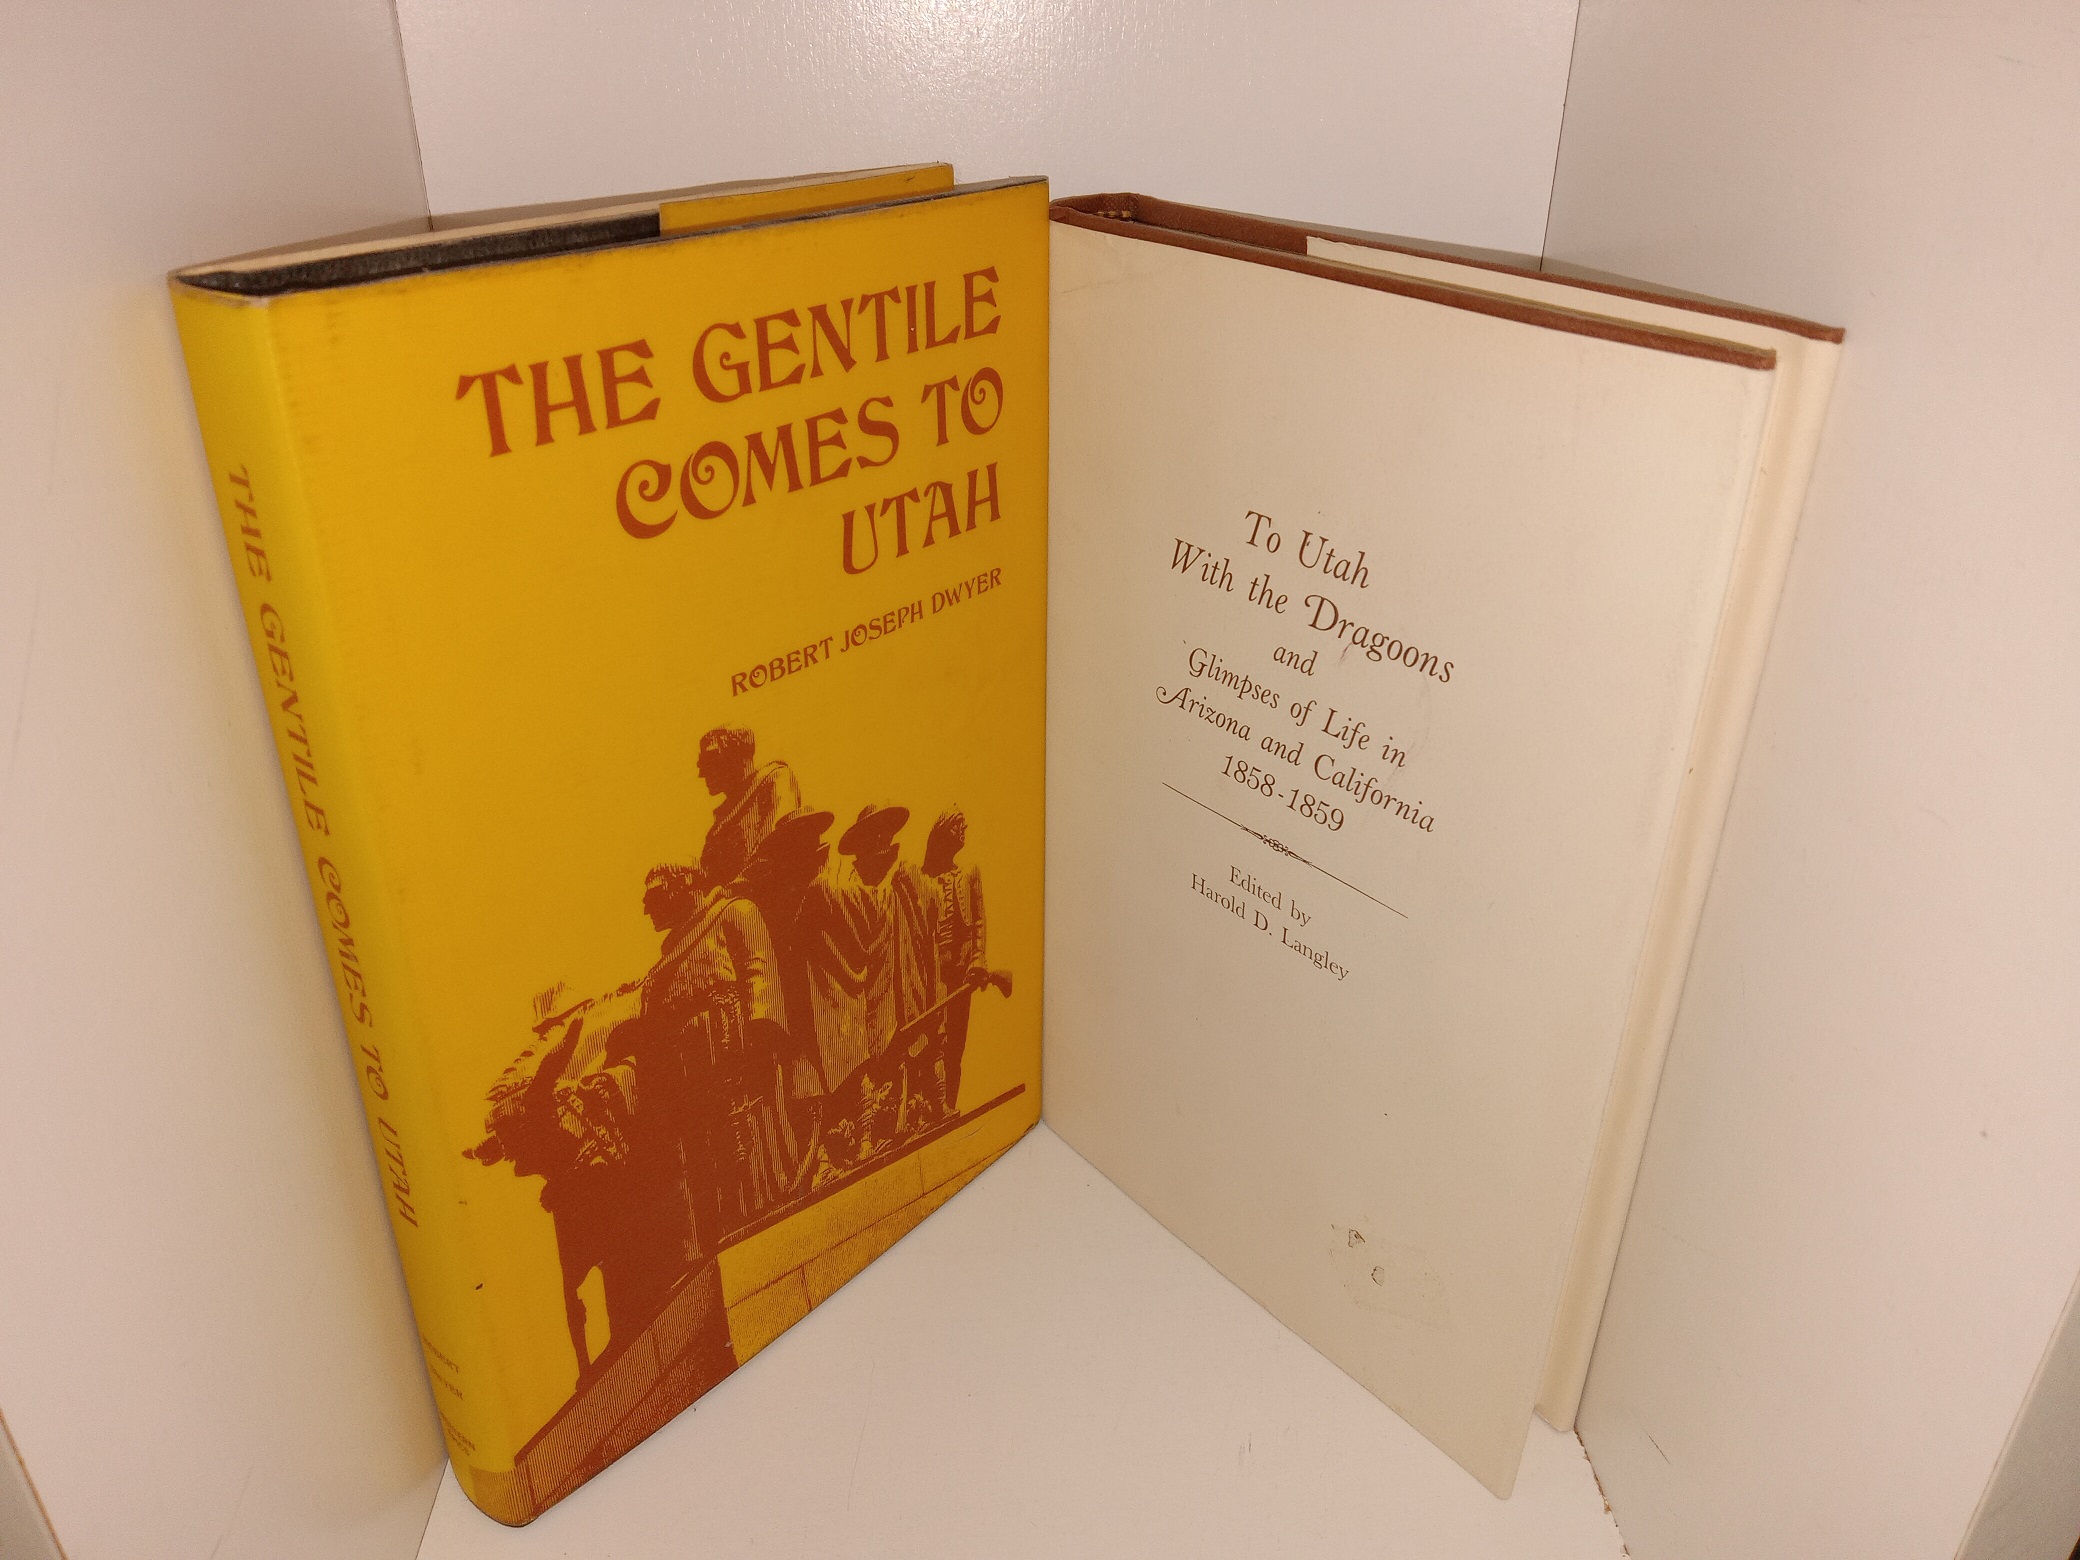 THE GENTILE COMES TO UTAH
THE GENTILE
COMES TO
UTAH
ROBERT JOSEPH DWYER
To Utah
With the Dragoons
and
Glimpses of Life in
Arizona and California
1858-1859
Edited by
Harold D. Langley